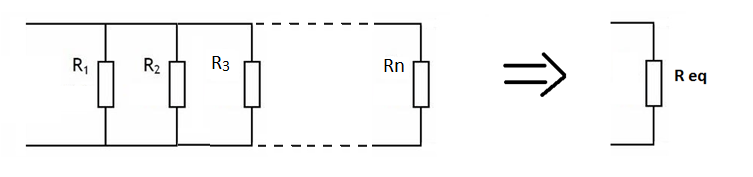 R₁ R₂ R3 Rn R eq